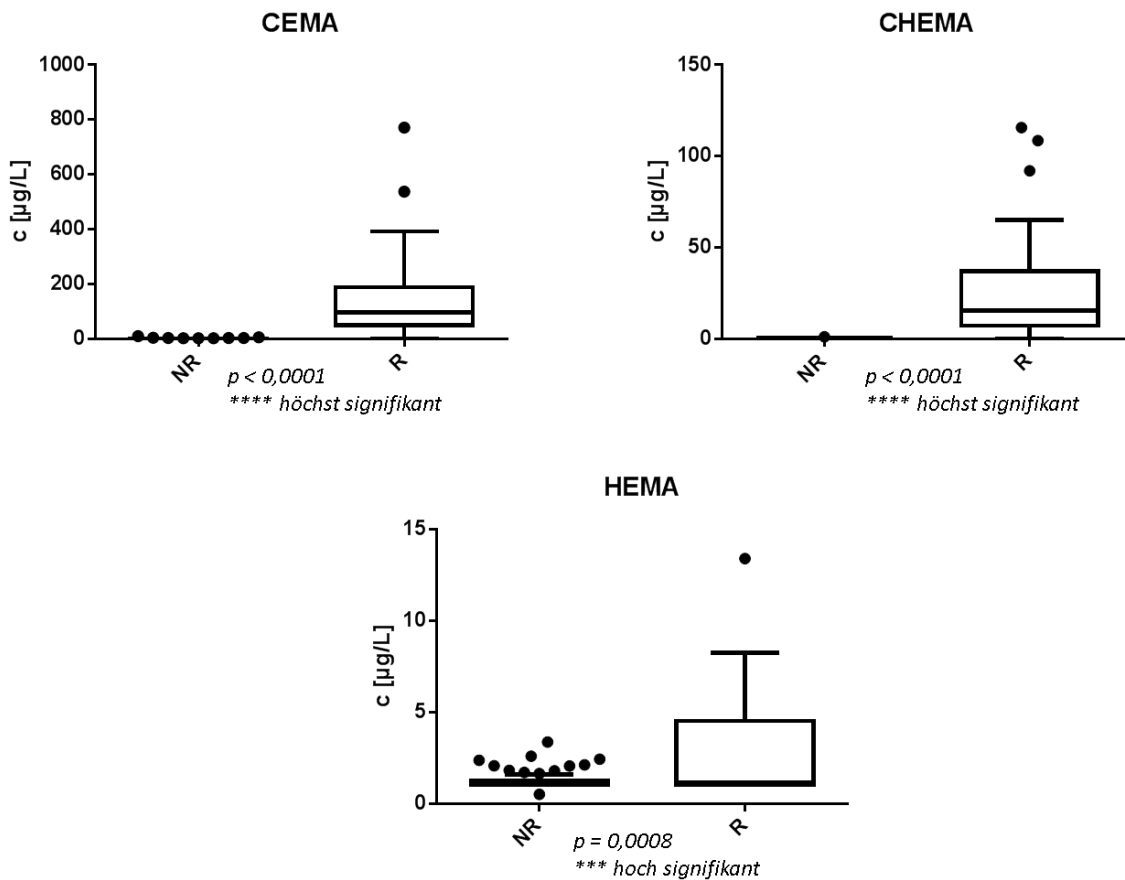 CEMA
1000
800
600
400
200
0
c [µg/L]
NR
R
p < 0,0001
**** höchst signifikant
CHEMA
150
100
50
0
c [µg/L]
NR
R
p < 0,0001
**** höchst signifikant
HEMA
15
10
5
0
c [µg/L]
NR
R
p = 0,0008
*** hoch signifikant